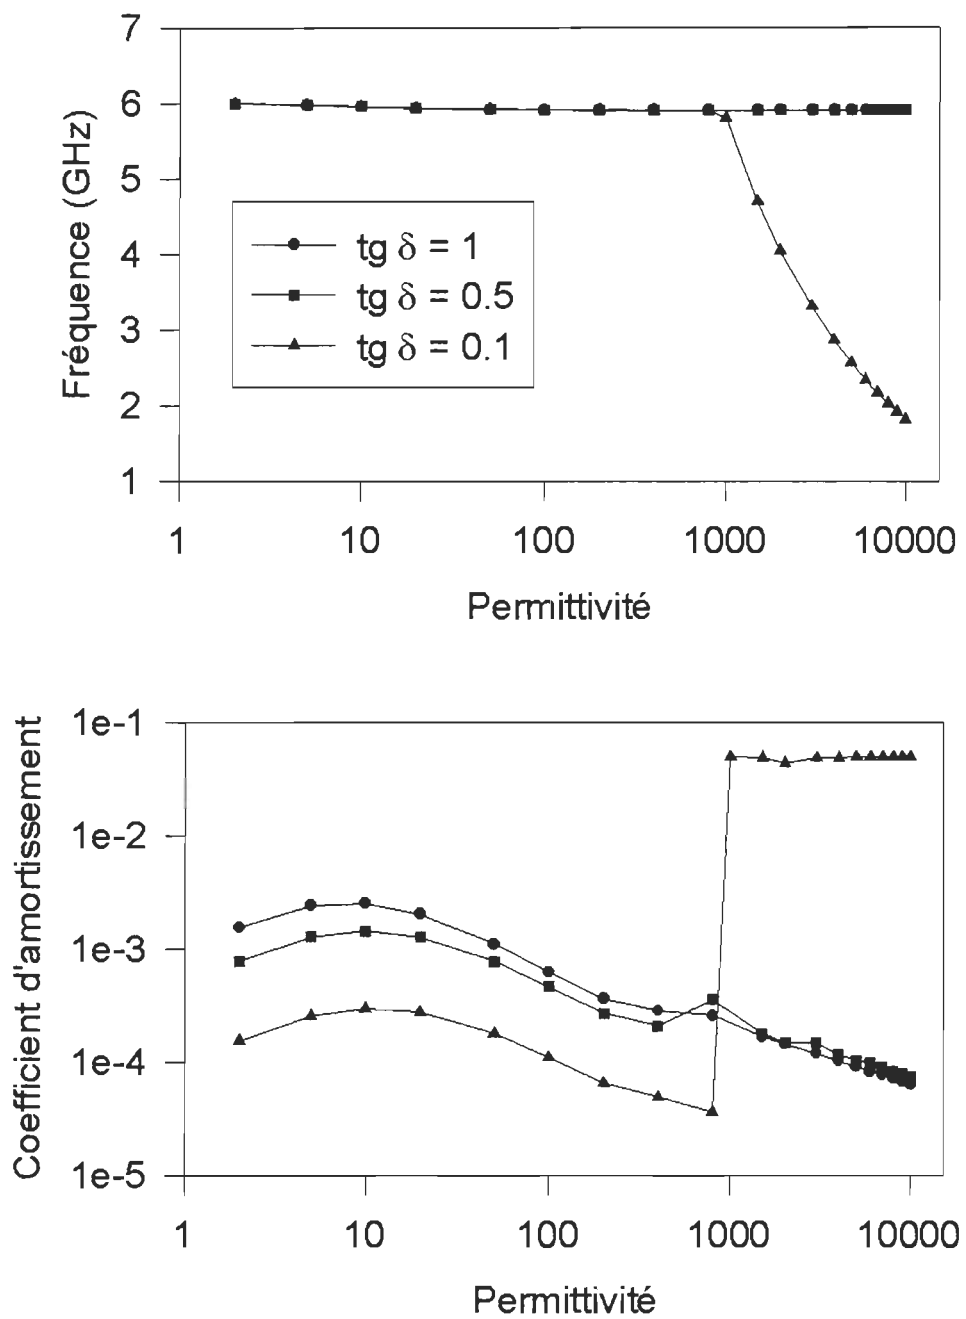 7
6
5
4
3
2
1
Fréquence (GHz)
tg δ = 1
tg δ = 0.5
tg δ = 0.1
1 10 100 1000 10000
Permittivité
1e-1
1e-2
1e-3
1e-4
1e-5
Coefficient d'amortissement
1 10 100 1000 10000
Permittivité